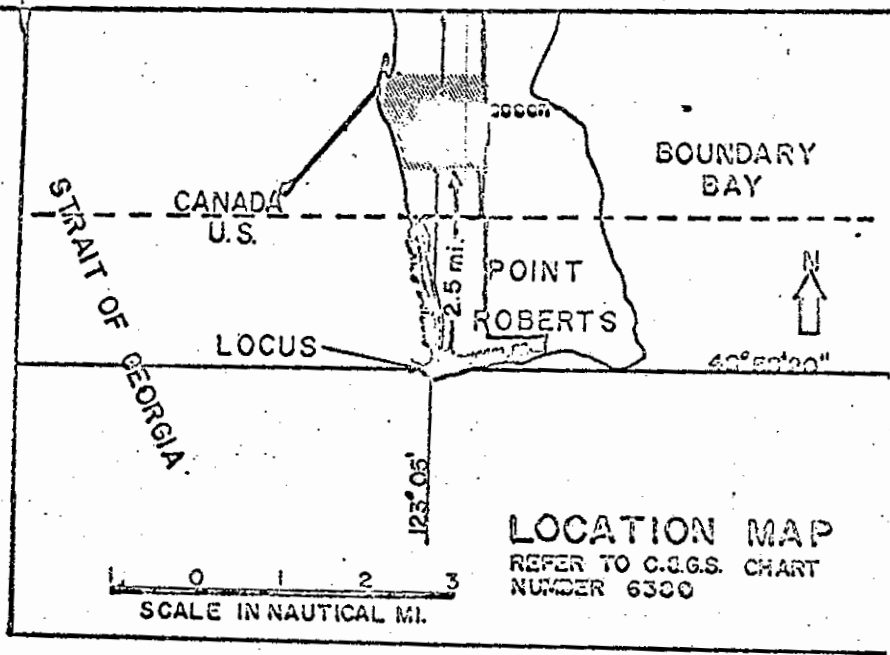 BOUNDARY
BAY
CANADA
U.S.
STRAIT OF GEORGIA
2.5 mi.
POINT
ROBERTS
N
LOCUS
123° 05'
LOCATION MAP
REFER TO C.&G.S. CHART
NUMBER 6300
1 0 1 2 3
SCALE IN NAUTICAL MI.